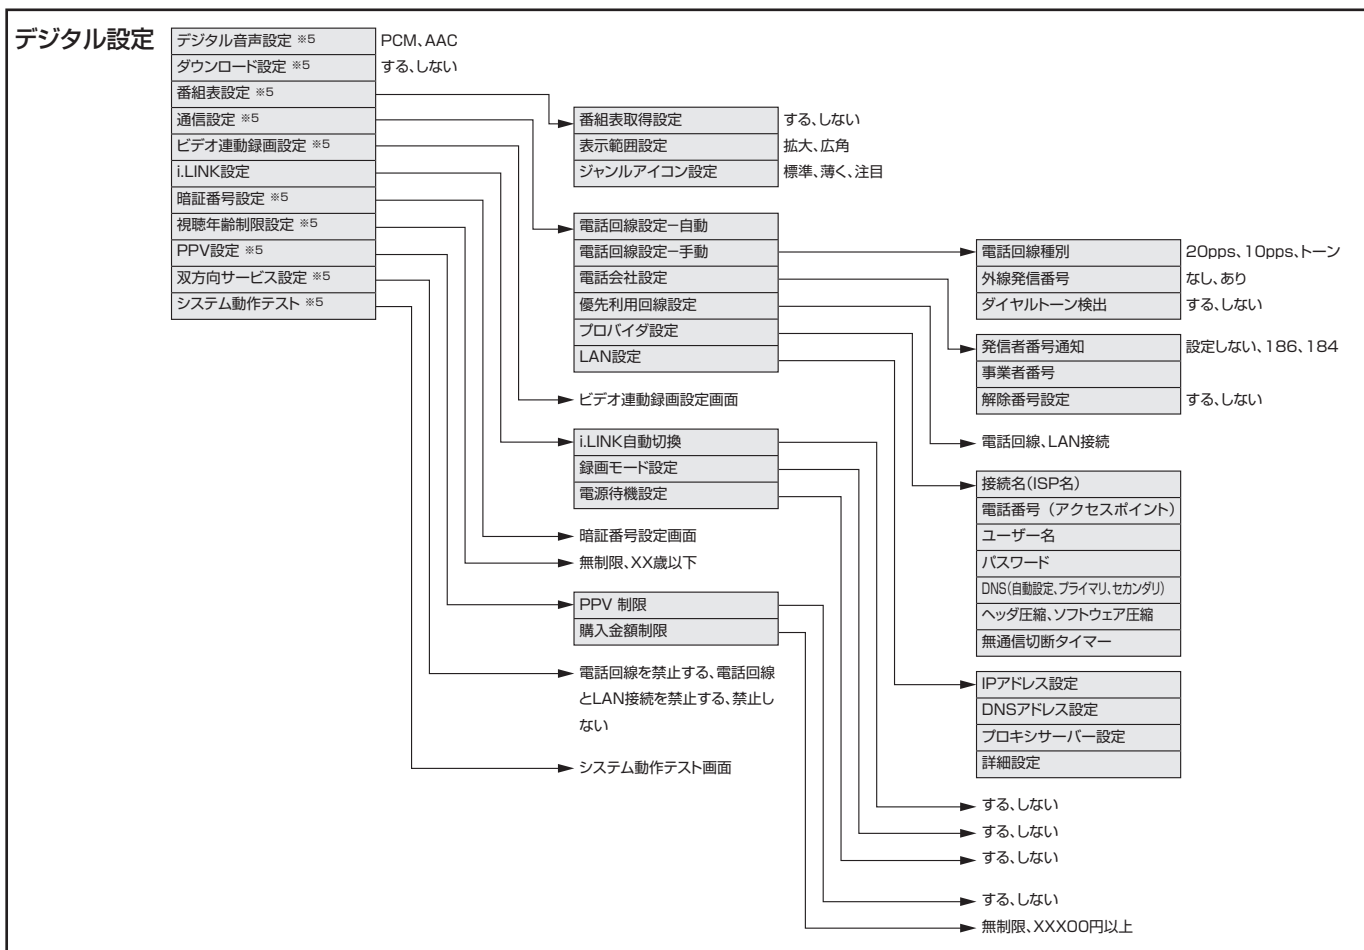 デジタル設定
デジタル音声設定 ※5 PCM、AAC
ダウンロード設定 ※5 する、しない
番組表設定 ※5
通信設定 ※5
ビデオ連動録画設定 ※5
i.LINK設定
暗証番号設定 ※5
視聴年齢制限設定 ※5
PPV設定 ※5
双方向サービス設定 ※5
システム動作テスト ※5
番組表取得設定 する、しない
表示範囲設定 拡大、広角
ジャンルアイコン設定 標準、薄く、注目
電話回線設定ー自動
電話回線設定ー手動
電話会社設定
優先利用回線設定
プロバイダ設定
LAN設定
ビデオ連動録画設定画面
i.LINK自動切換
録画モード設定
電源待機設定
暗証番号設定画面
無制限、XX歳以下
PPV 制限
購入金額制限
電話回線を禁止する、電話回線
とLAN接続を禁止する、禁止し
ない
システム動作テスト画面
電話回線種別 20pps、10pps、トーン
外線発信番号 なし、あり
ダイヤルトーン検出 する、しない
発信者番号通知 設定しない、186、184
事業者番号
解除番号設定 する、しない
電話回線、LAN接続
接続名(ISP名)
電話番号（アクセスポイント）
ユーザー名
パスワード
DNS(自動設定、プライマリ、セカンダリ)
ヘッダ圧縮、ソフトウェア圧縮
無通信切断タイマー
IPアドレス設定
DNSアドレス設定
プロキシサーバー設定
詳細設定
する、しない
する、しない
する、しない
する、しない
無制限、XXX00円以上